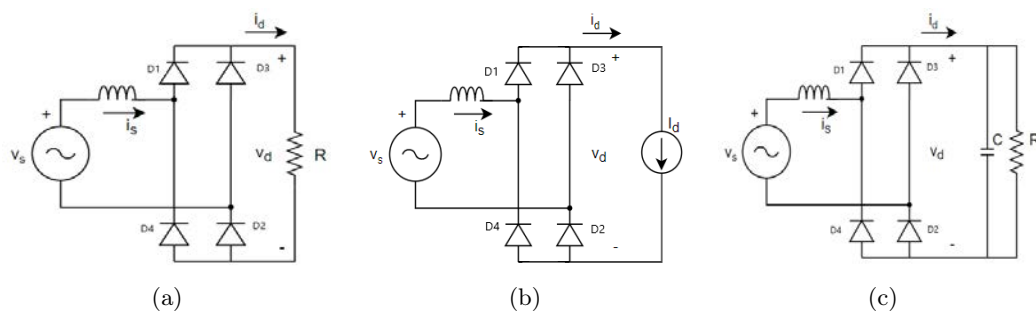 i_d
D1
D3
+
+
i_s
v_s
v_d
R
D4
D2
-
(a)
i_d
D1
D3
+
+
i_s
I_d
v_s
v_d
D4
D2
-
(b)
i_d
D1
D3
+
+
i_s
v_s
v_d
C
R
D4
D2
-
(c)